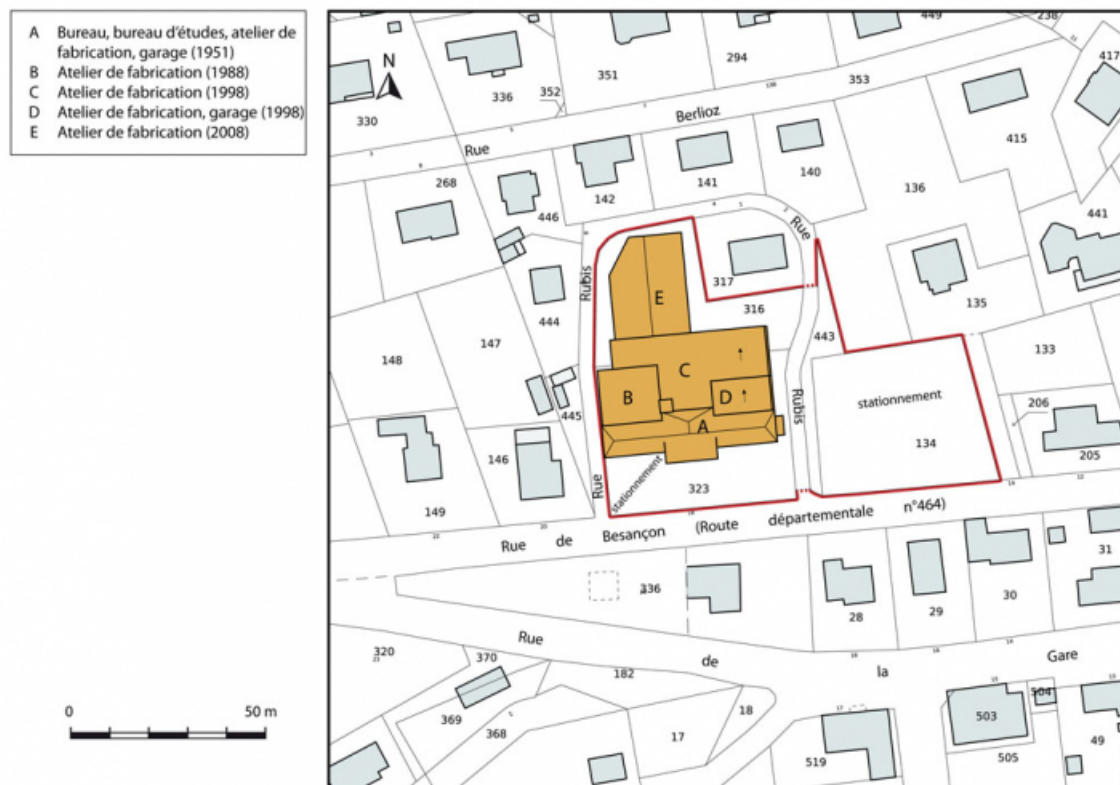 A Bureau, bureau d'études, atelier de
fabrication, garage (1951)
B Atelier de fabrication (1988)
C Atelier de fabrication (1998)
D Atelier de fabrication, garage (1998)
E Atelier de fabrication (2008)
N
449
238
417
294
351
353
336
352
330
Berlioz
Rue
415
268
141
140
142
136
446
441
Rue
Rubis
317
E
316
135
444
443
147
133
148
C
stationnement
B
D
Rubis
206
445
A
134
146
205
stationnement
323
Rue
149
Rue de Besançon (Route départementale n°464)
31
336
28
29
30
Rue de la Gare
320
370
182
369
368
18
17
503
504
49
519
505
0 50 m